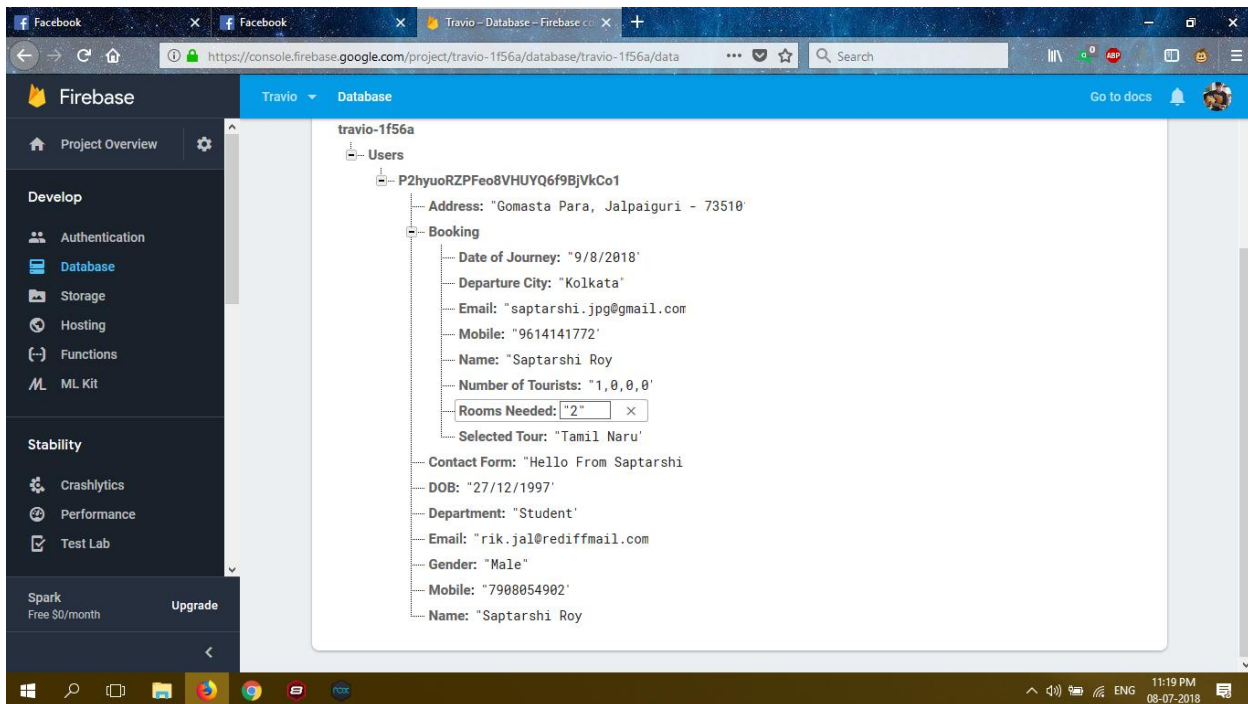 Facebook
Facebook
Travio – Database – Firebase co
https://console.firebase.google.com/project/travio-1f56a/database/travio-1f56a/data
Search
ABP
Firebase
Travio
Database
Go to docs
Project Overview
Develop
Authentication
Database
Storage
Hosting
Functions
ML Kit
Stability
Crashlytics
Performance
Test Lab
Spark
Free $0/month
Upgrade
travio-1f56a
Users
P2hyuoRZPFeo8VHUYQ6f9BjVkCo1
Address: "Gomasta Para, Jalpaiguri - 73510'
Booking
Date of Journey: "9/8/2018'
Departure City: "Kolkata"
Email: "saptarshi.jpg@gmail.com
Mobile: "9614141772'
Name: "Saptarshi Roy
Number of Tourists: "1,0,0,0'
Rooms Needed: "2"
Selected Tour: "Tamil Naru'
Contact Form: "Hello From Saptarshi
DOB: "27/12/1997'
Department: "Student'
Email: "rik.jal@rediffmail.com
Gender: "Male"
Mobile: "7908054902'
Name: "Saptarshi Roy
ENG
11:19 PM
08-07-2018